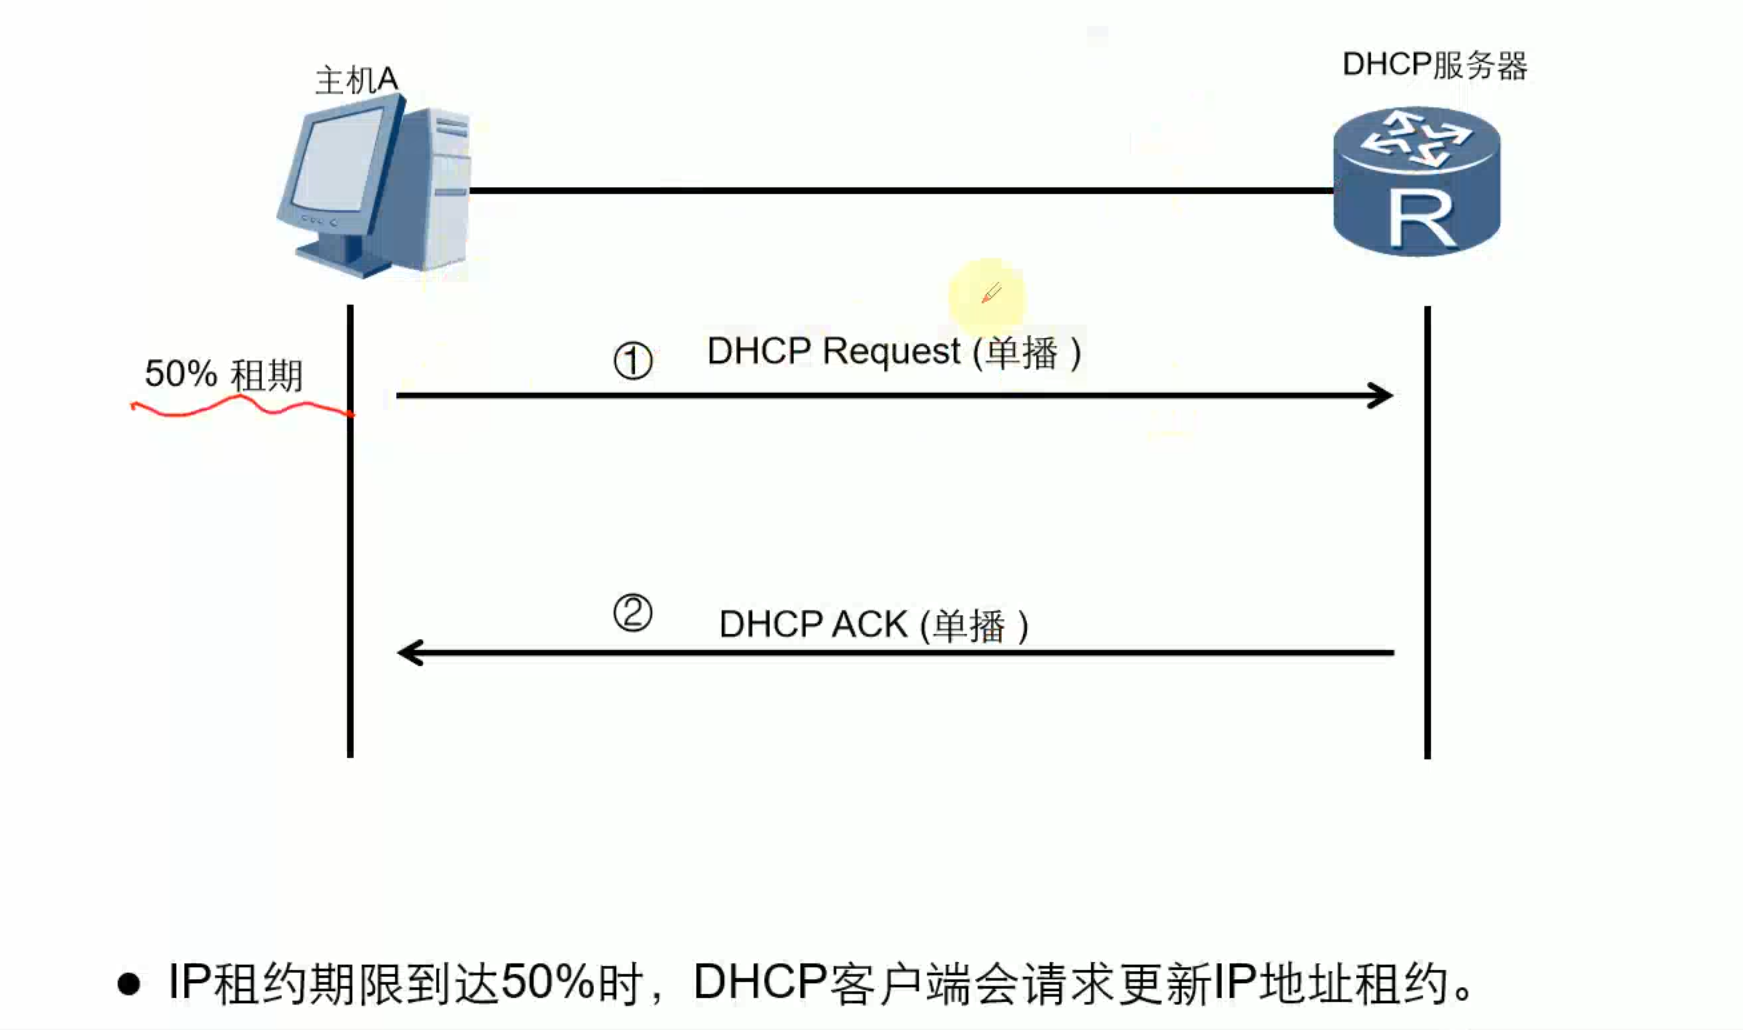 主机A
DHCP服务器
R
50% 租期
① DHCP Request (单播 )
② DHCP ACK (单播 )
● IP租约期限到达50%时，DHCP客户端会请求更新IP地址租约。